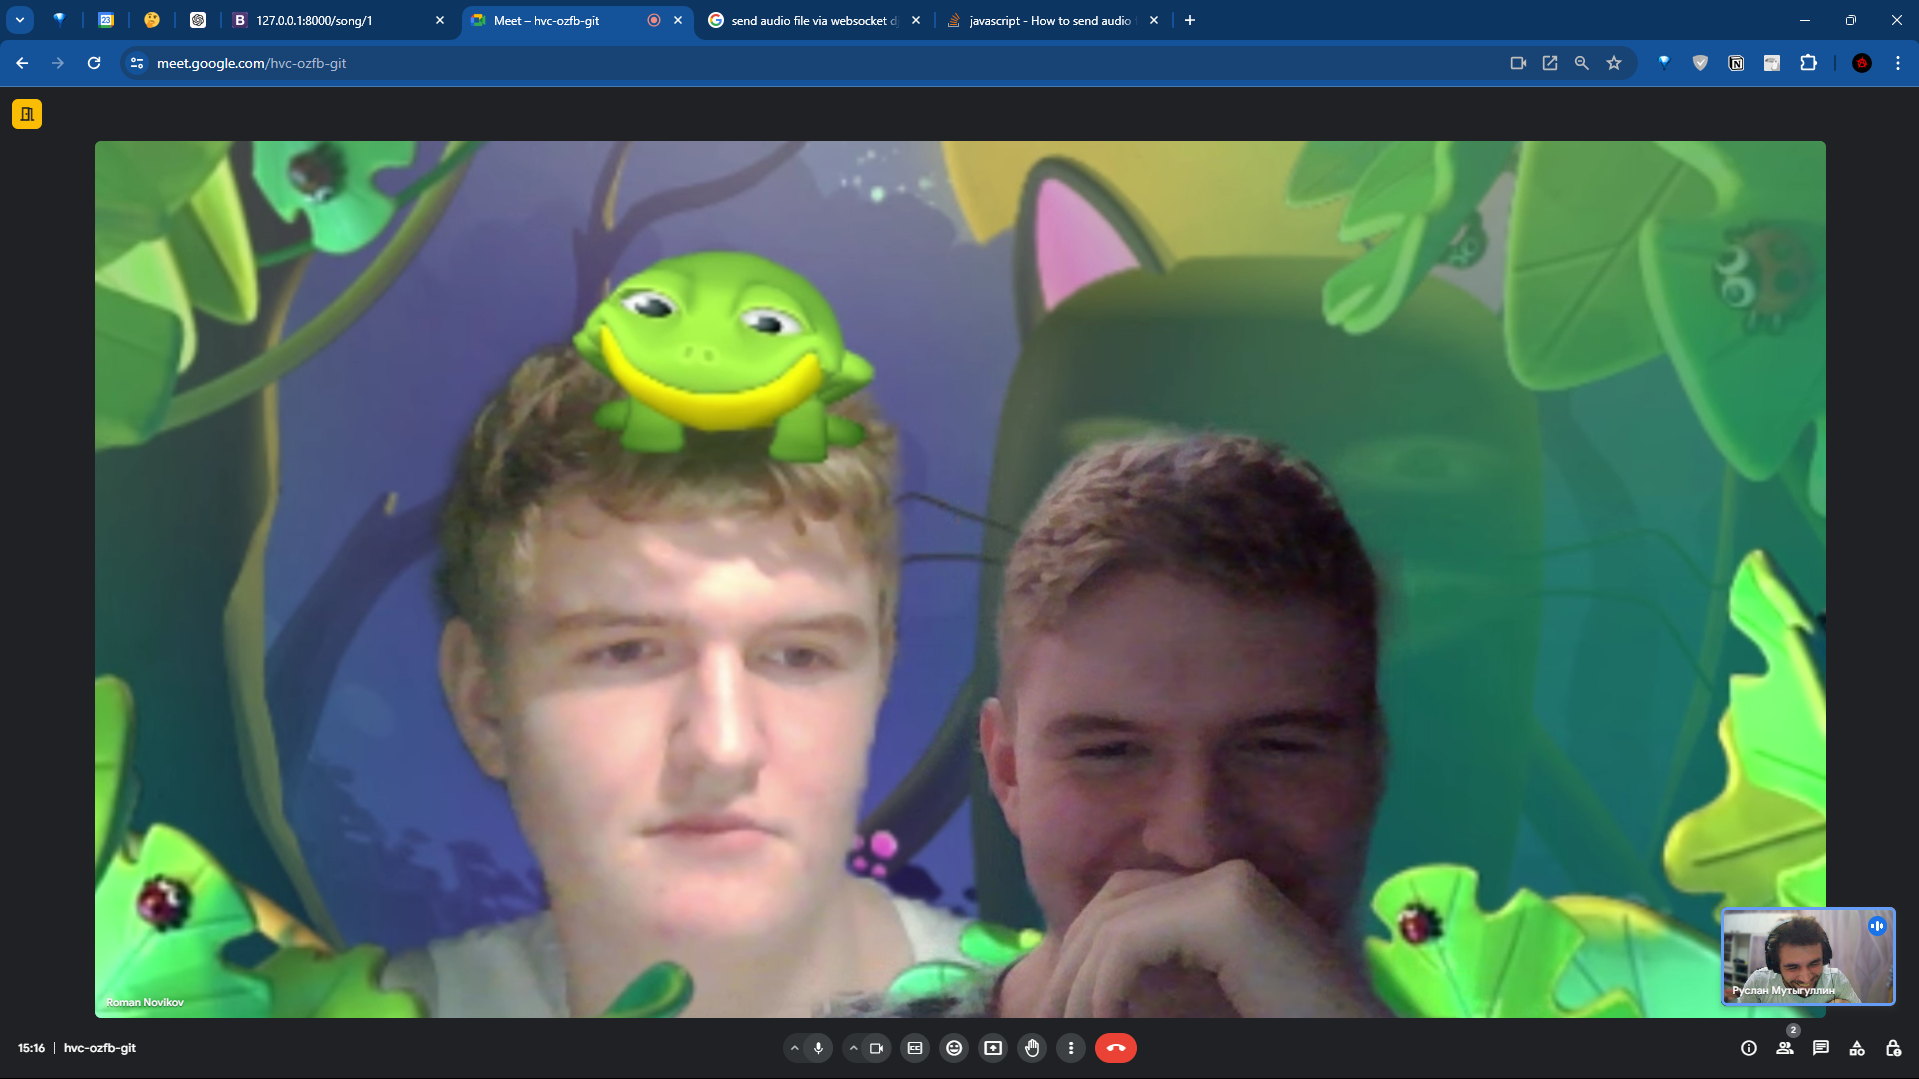 127.0.0.1:8000/song/1
Meet – hvc-ozfb-git
send audio file via websocket d
javascript - How to send audio
meet.google.com/hvc-ozfb-git
Roman Novikov
Руслан Мутыгуллин
15:16 | hvc-ozfb-git
2